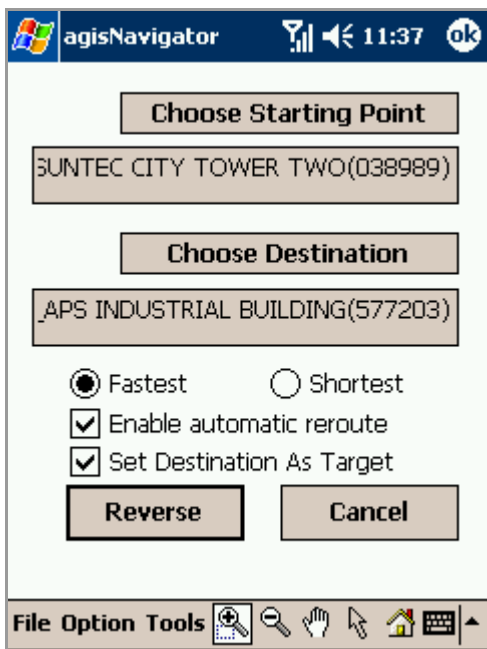 agisNavigator 11:37 ok
Choose Starting Point
SUNTEC CITY TOWER TWO(038989)
Choose Destination
_APS INDUSTRIAL BUILDING(577203)
Fastest Shortest
Enable automatic reroute
Set Destination As Target
Reverse Cancel
File Option Tools